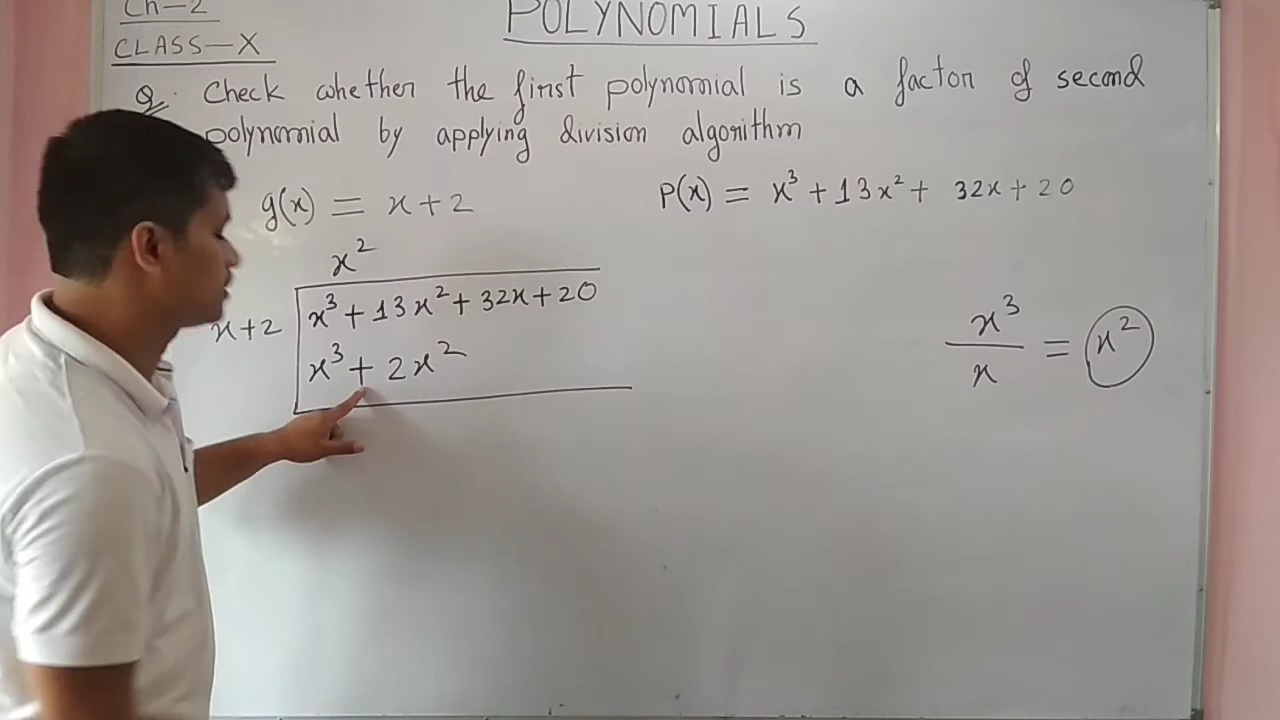 Ch-2
POLYNOMIALS
CLASS-X
Q. Check whether the first polynomial is a factor of second
polynomial by applying division algorithm
g(x) = x+2
P(x) = x³ + 13x² + 32x + 20
x²
x+2
x³ + 13x² + 32x + 20
x³ + 2x²
x³/x = x²